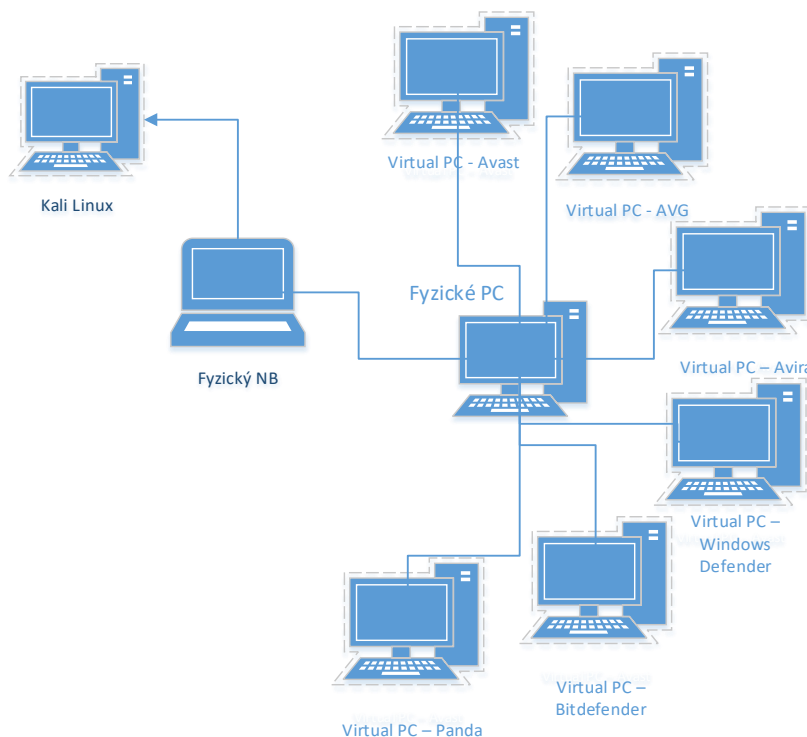 Virtual PC - Avast
Kali Linux
Virtual PC - AVG
Fyzické PC
Virtual PC – Avira
Fyzický NB
Virtual PC –
Windows
Defender
Virtual PC –
Bitdefender
Virtual PC – Panda